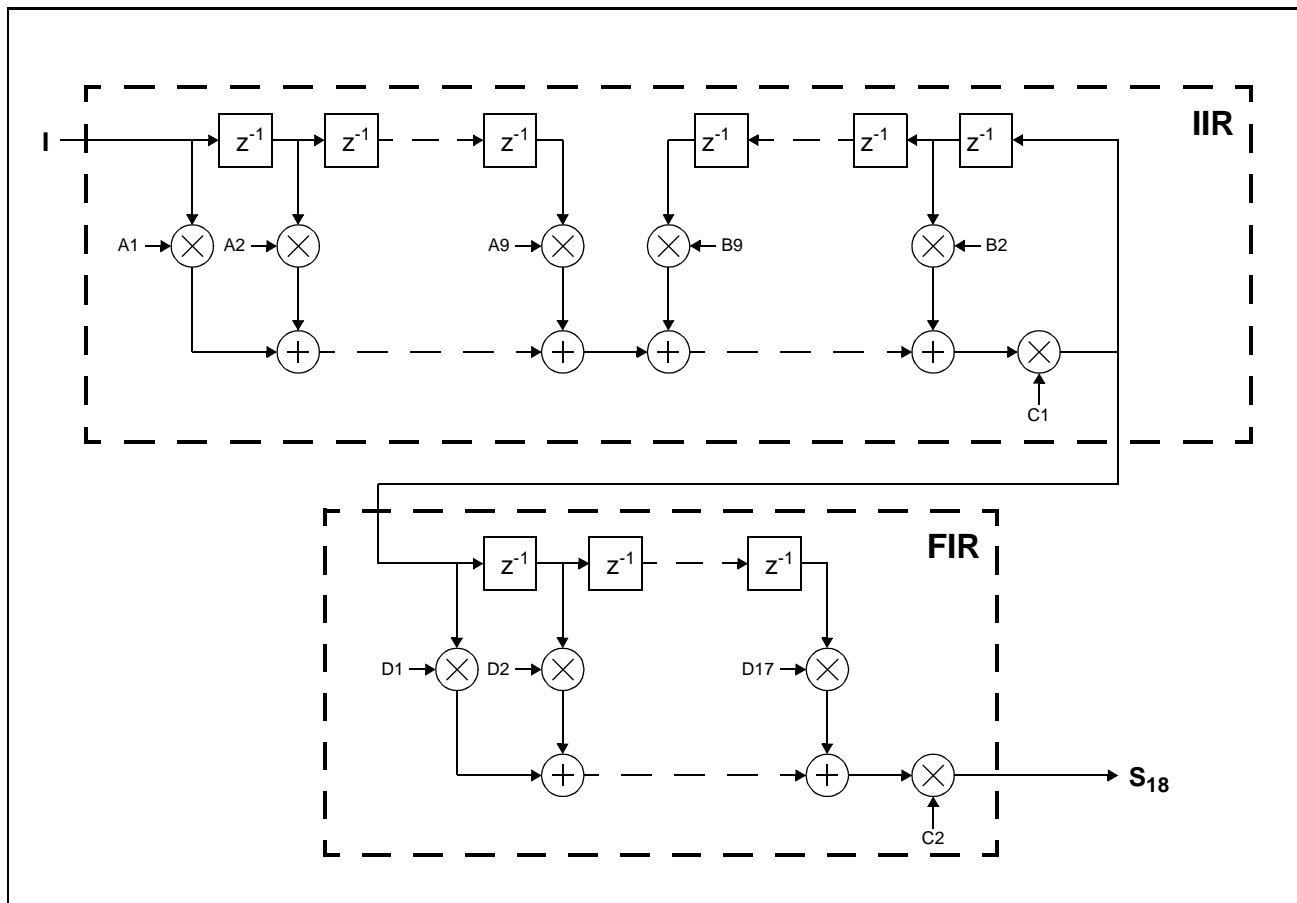 IIR
I
z⁻¹ z⁻¹ z⁻¹ z⁻¹ z⁻¹ z⁻¹
A1 A2 A9 B9 B2
C1
FIR
z⁻¹ z⁻¹ z⁻¹
D1 D2 D17
S₁₈
C2